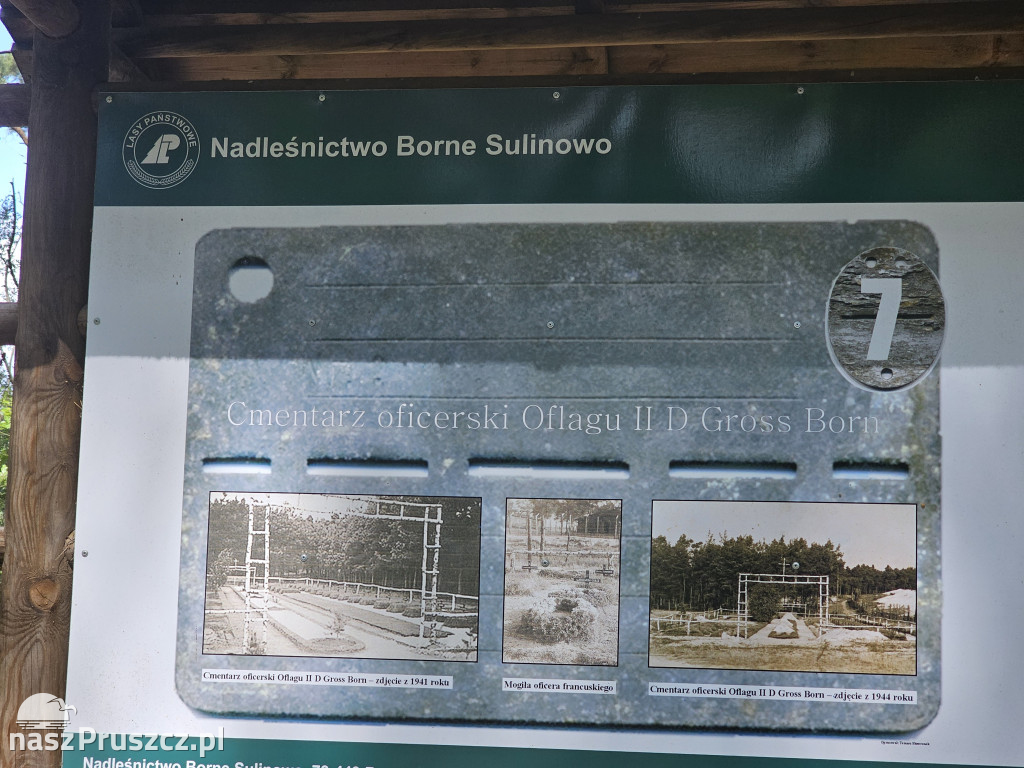 LASY PAŃSTWOWE
Nadleśnictwo Borne Sulinowo
7
Cmentarz oficerski Oflagu II D Gross Born
Cmentarz oficerski Oflagu II D Gross Born – zdjęcie z 1941 roku
Mogiła oficera francuskiego
Cmentarz oficerski Oflagu II D Gross Born – zdjęcie z 1944 roku
naszPruszcz.pl
Nadleśnictwo Borne Sulinowo